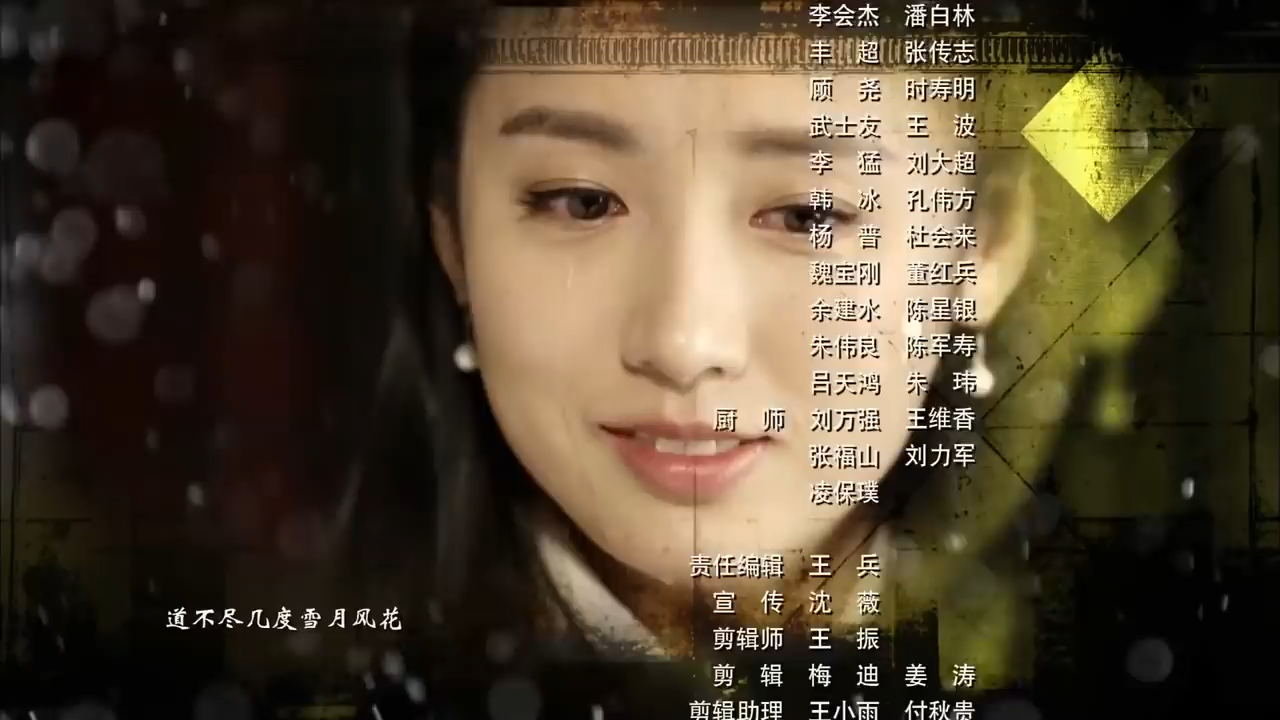 李会杰 潘白林
丰 超 张传志
顾 尧 时寿明
武士友 王 波
李 猛 刘大超
韩 冰 孔伟方
杨 普 杜会来
魏宝刚 董红兵
余建水 陈星银
朱伟良 陈军寿
吕天鸿 朱 玮
厨 师 刘万强 王维香
张福山 刘力军
凌保璞
责任编辑 王 兵
宣 传 沈 薇
剪辑师 王 振
剪 辑 梅 迪 姜 涛
剪辑助理 王小雨 付秋贵
道不尽几度雪月风花